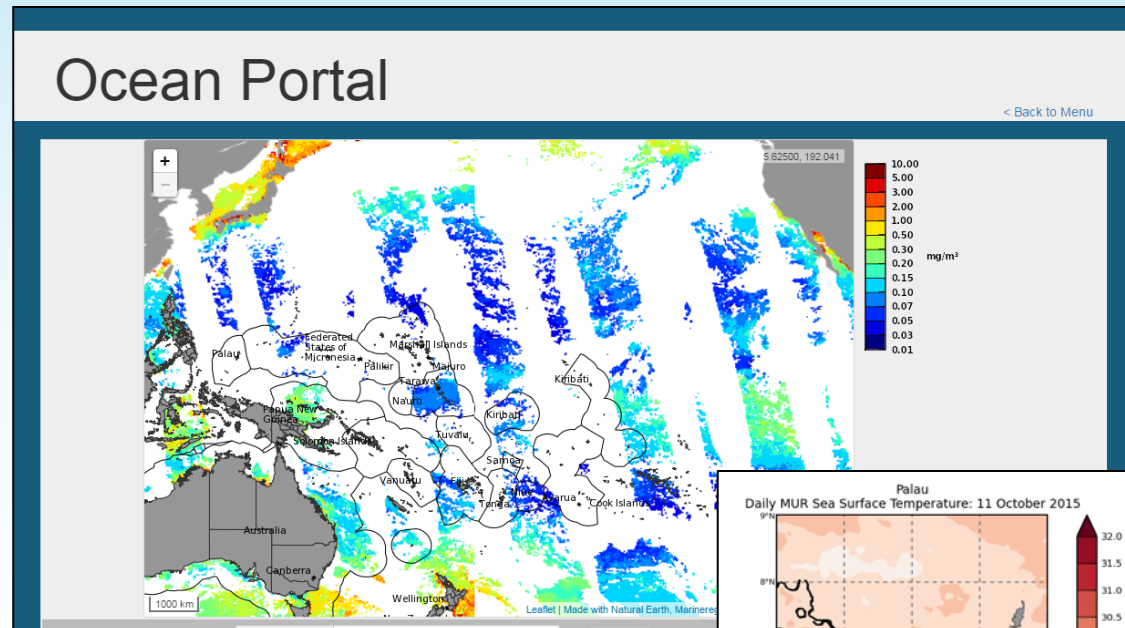 Ocean Portal
< Back to Menu
+
−
5.62500, 192.041
10.00
5.00
3.00
2.00
1.00
0.50
0.30
0.20
0.15
0.10
0.07
0.05
0.03
0.01
mg/m³
Federated
States of
Micronesia
Marshall Islands
Palau
Palikir
Majuro
Tarawa
Kiribati
Nauru
Papua New
Guinea
Kiribati
Solomon Islands
Tuvalu
Samoa
Vanuatu
Fiji
Niue
Tonga
Avarua
Cook Islands
Australia
Canberra
Wellington
1000 km
Leaflet | Made with Natural Earth,
Palau
Daily MUR Sea Surface Temperature: 11 October 2015
9°N
8°N
32.0
31.5
31.0
30.5